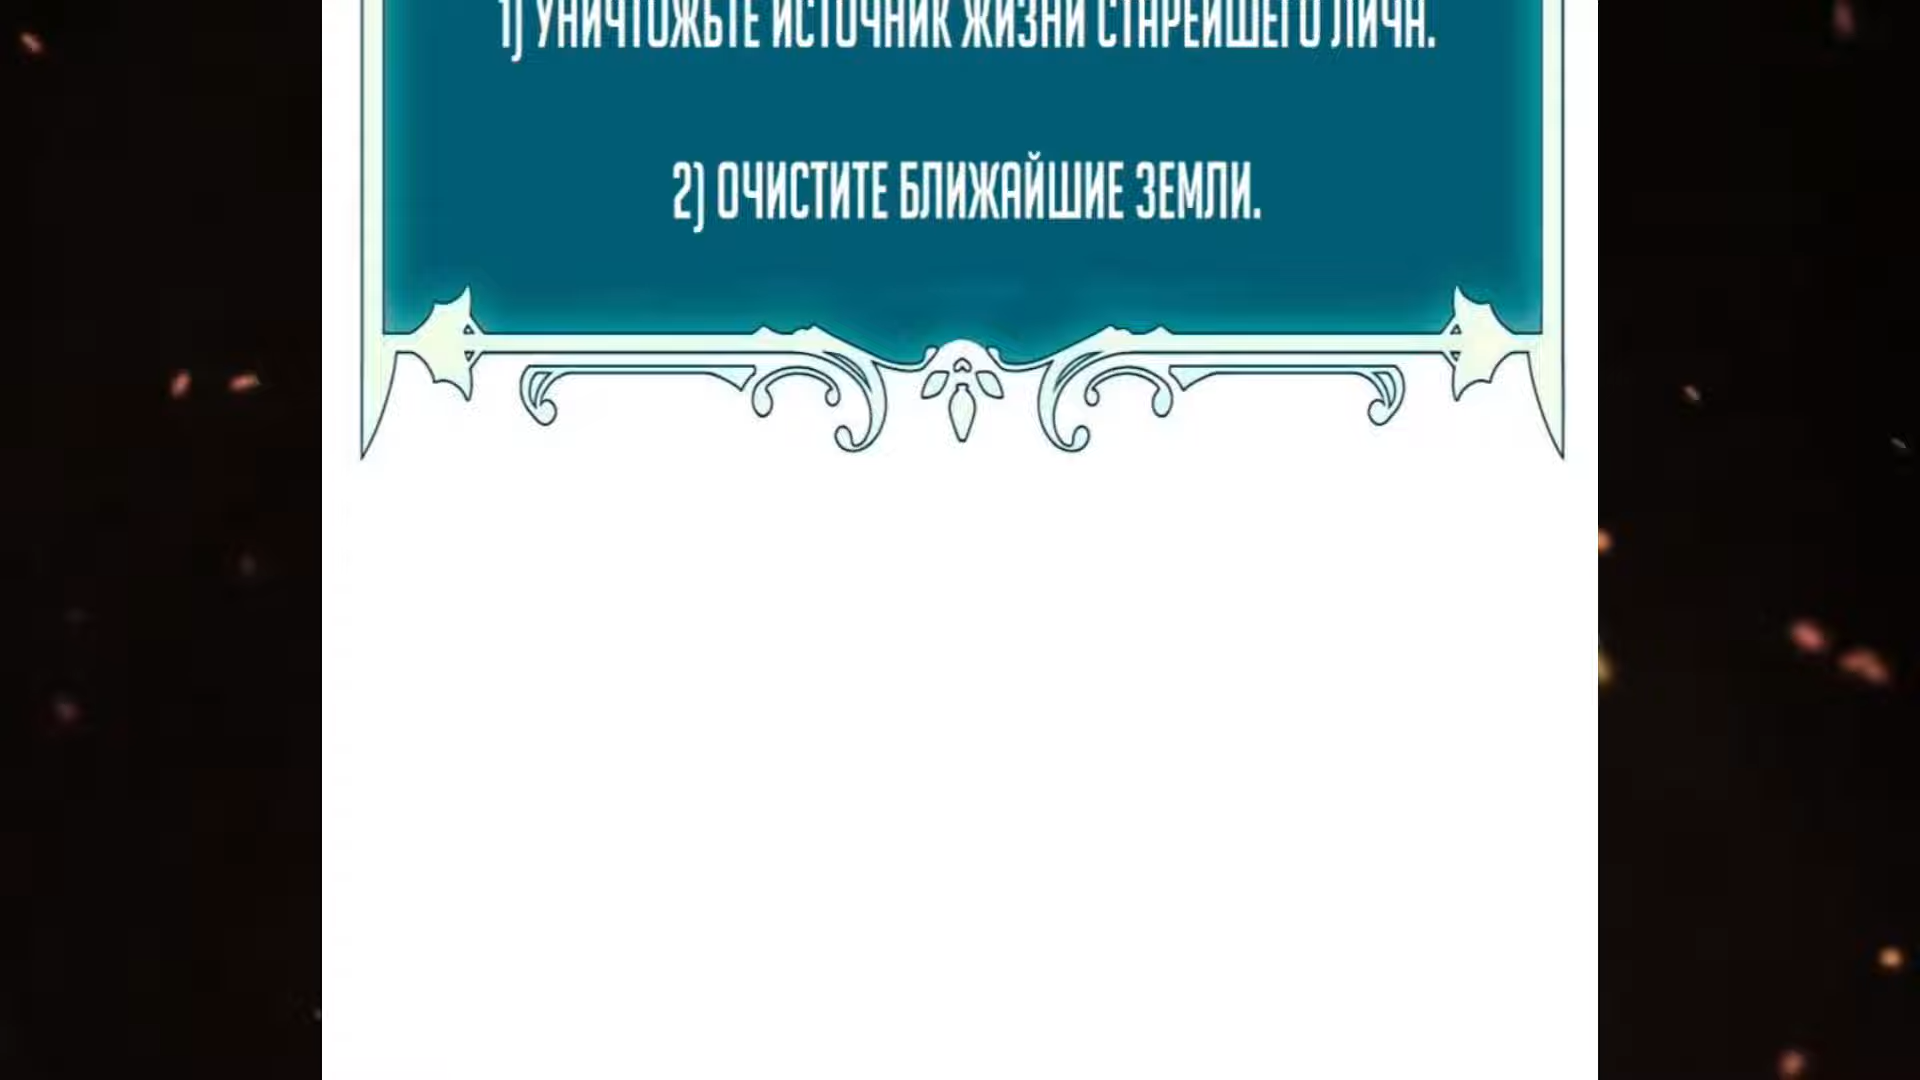 1) УНИЧТОЖЬТЕ ИСТОЧНИК ЖИЗНИ СТАРЕЙШЕГО ЛИЧА.
2) ОЧИСТИТЕ БЛИЖАЙШИЕ ЗЕМЛИ.